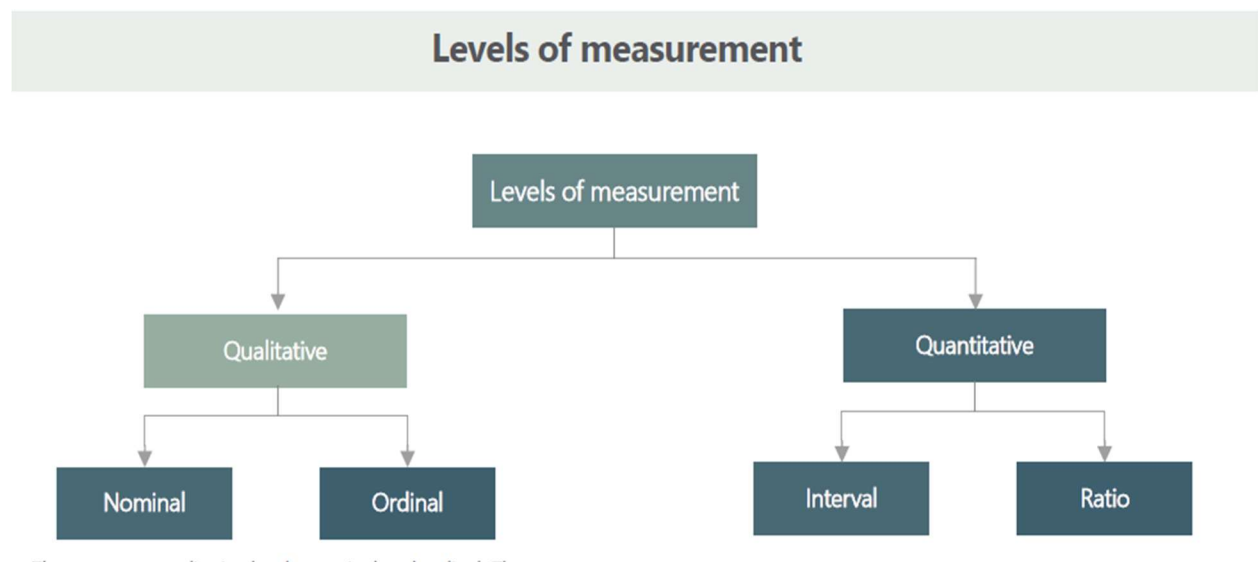 Levels of measurement
Levels of measurement
Qualitative
Quantitative
Nominal
Ordinal
Interval
Ratio